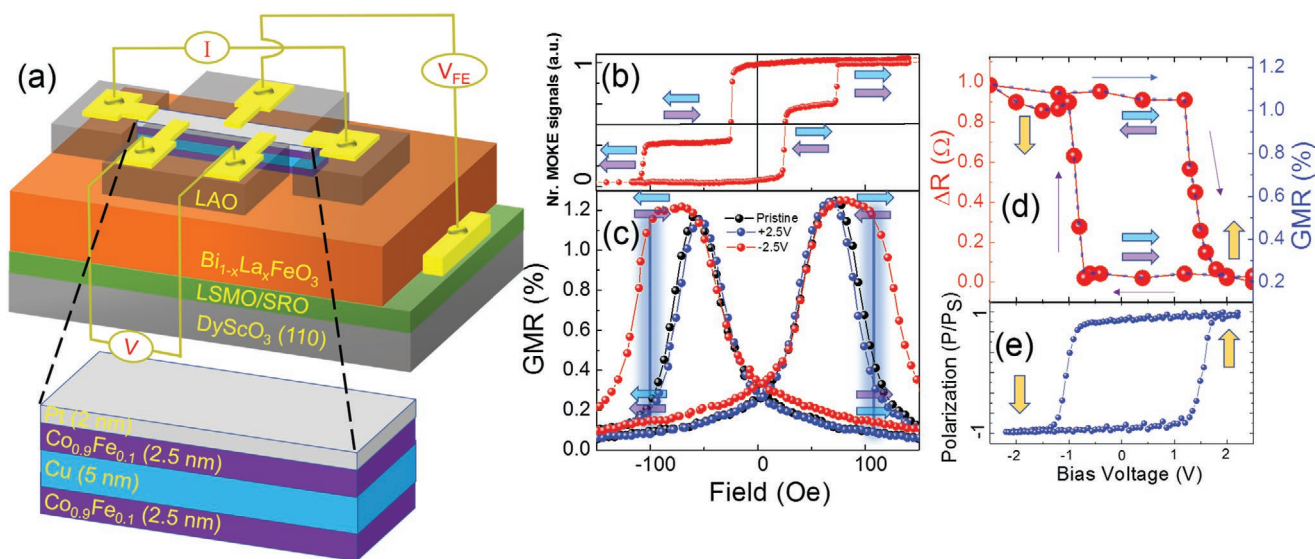 (a)
I
V_FE
LAO
Bi₁₋ₓLaₓFeO₃
LSMO/SRO
DyScO₃ (110)
V
Pt (2 nm)
Co₀.₉Fe₀.₁ (2.5 nm)
Cu (5 nm)
Co₀.₉Fe₀.₁ (2.5 nm)
Nr. MOKE signals (a.u.)
1
0
(b)
GMR (%)
1.2
1.0
0.8
0.6
0.4
0.2
0.0
(c)
Pristine
+2.5V
-2.5V
-100
0
100
Field (Oe)
ΔR (Ω)
1.0
0.8
0.6
0.4
0.2
0.0
(d)
1.2
1.0
0.8
0.6
0.4
0.2
GMR (%)
Polarization (P/Ps)
1
-1
(e)
-2
-1
0
1
2
Bias Voltage (V)